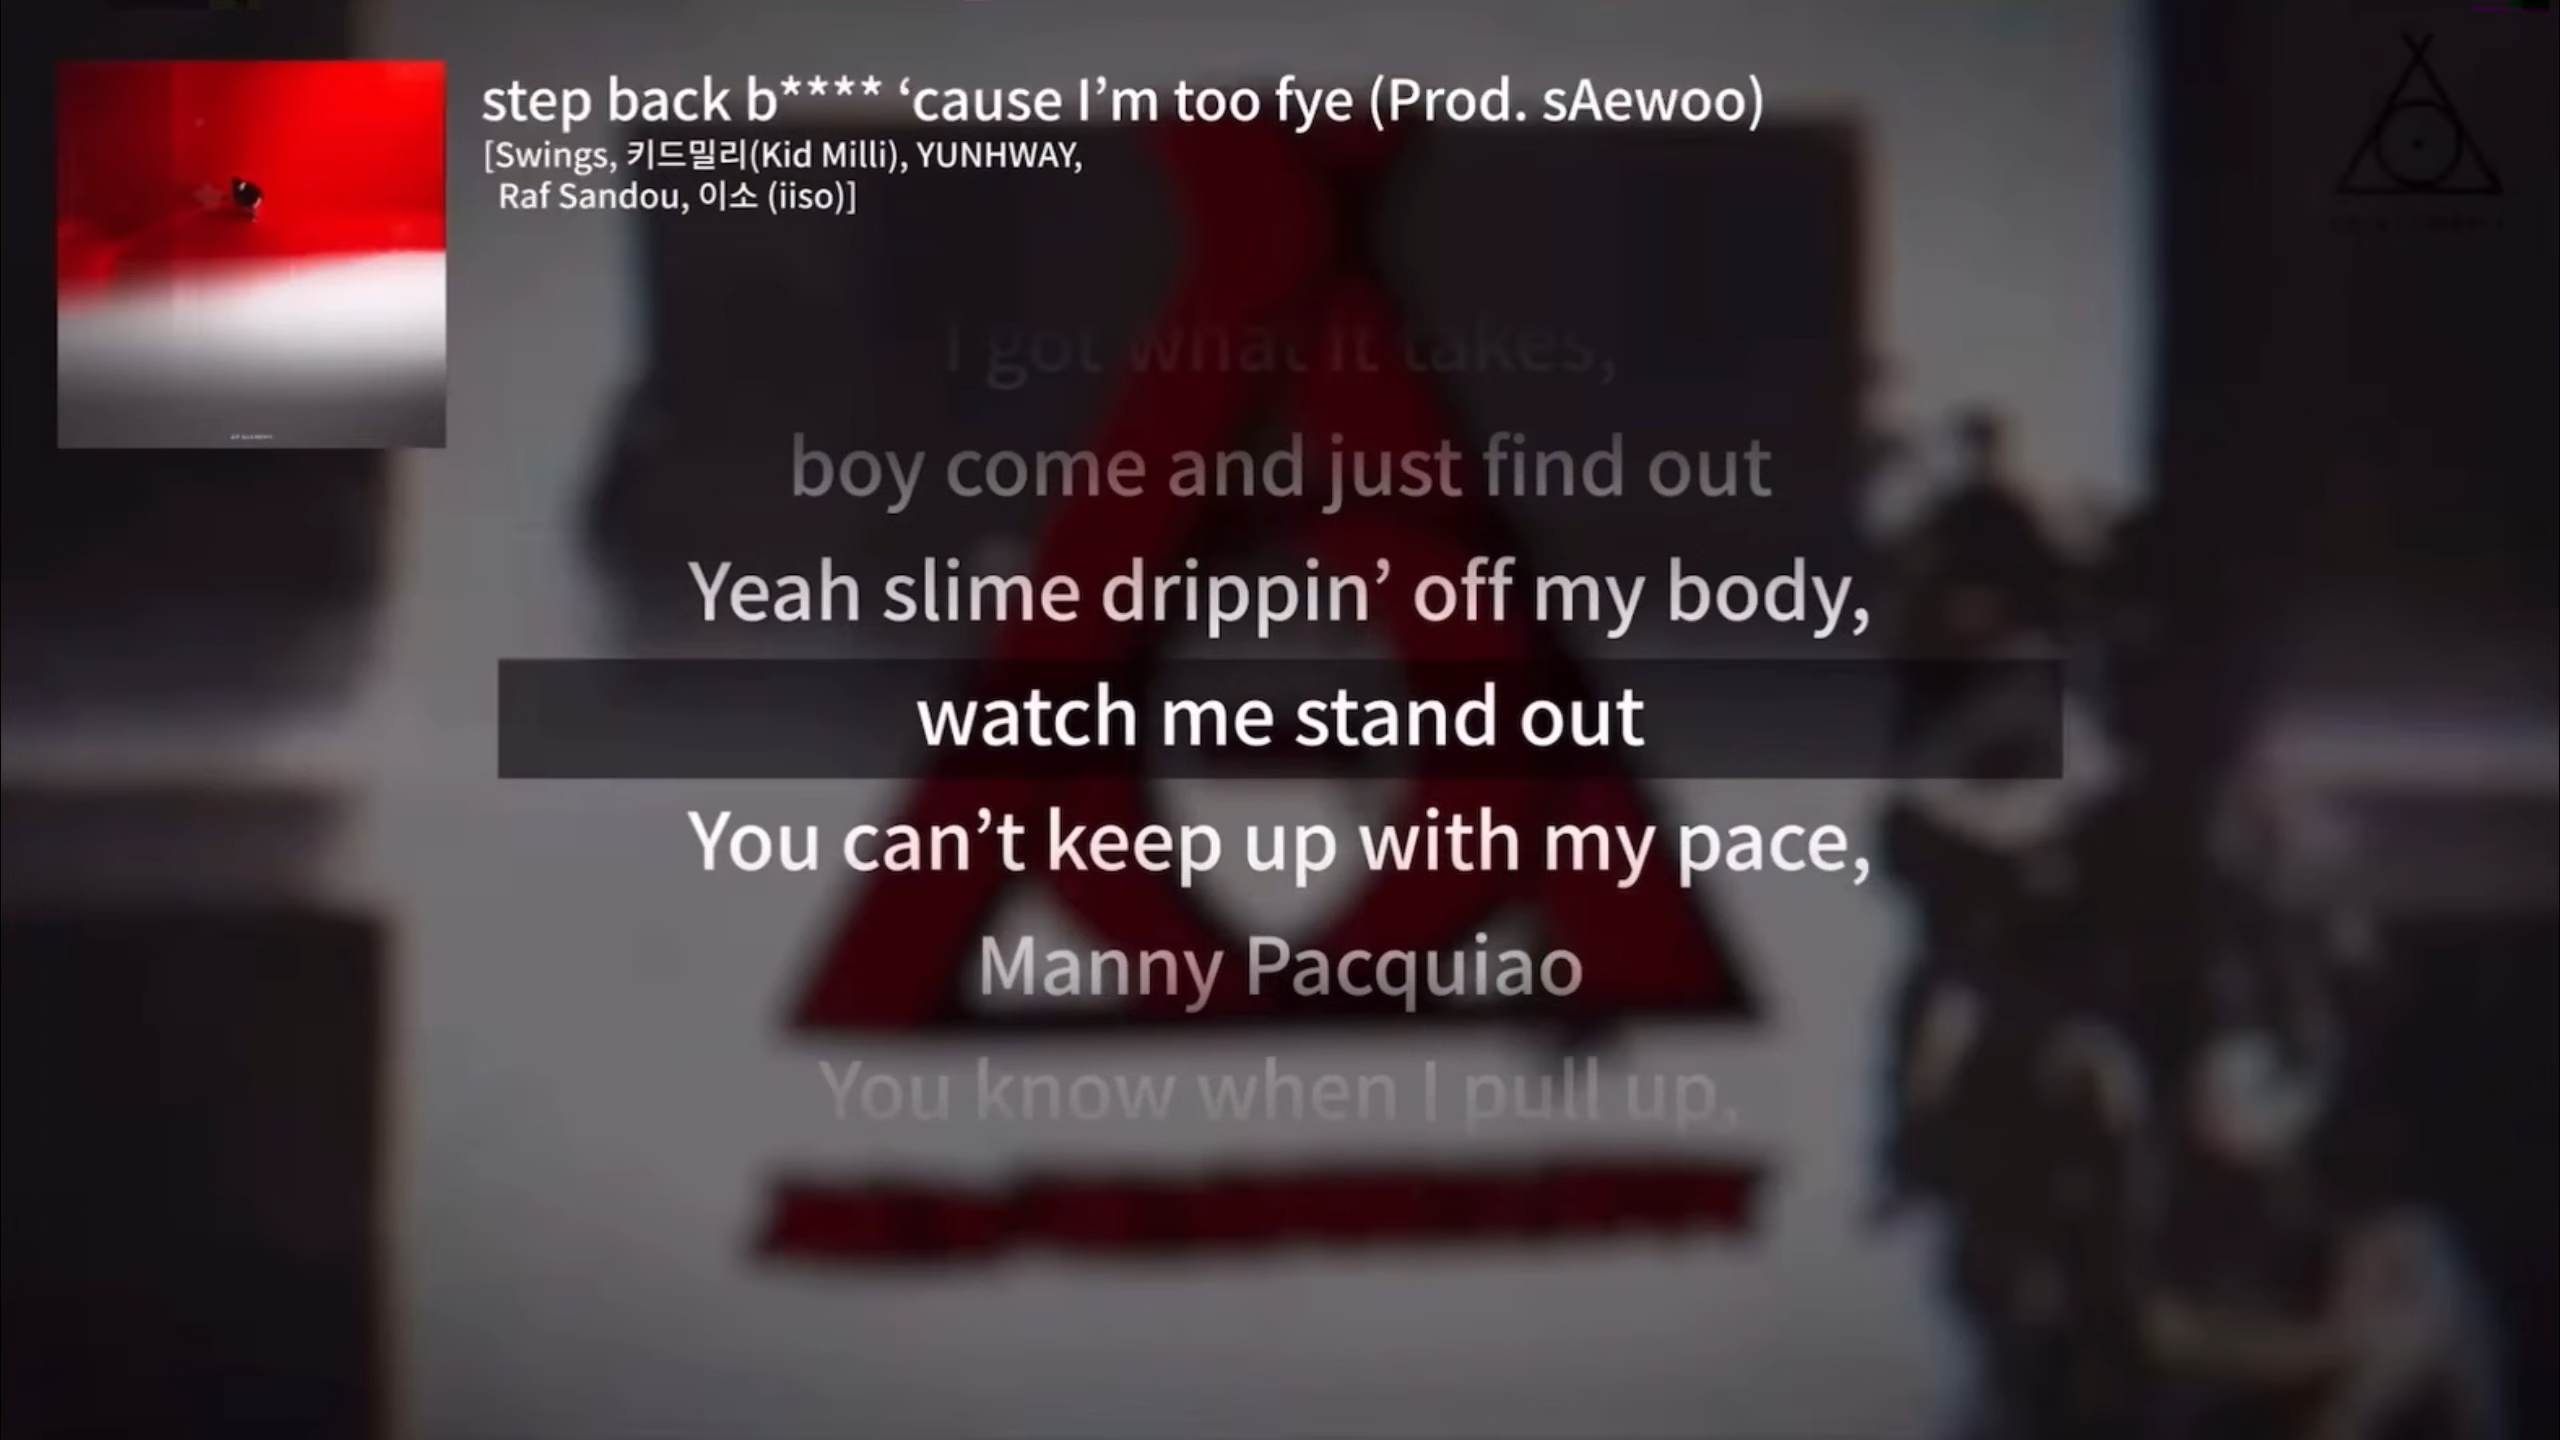 step back b**** ‘cause I’m too fye (Prod. sAewoo)
[Swings, 키드밀리(Kid Milli), YUNHWAY,
Raf Sandou, 이소 (iiso)]
I got what it takes,
boy come and just find out
Yeah slime drippin’ off my body,
watch me stand out
You can’t keep up with my pace,
Manny Pacquiao
You know when I pull up,